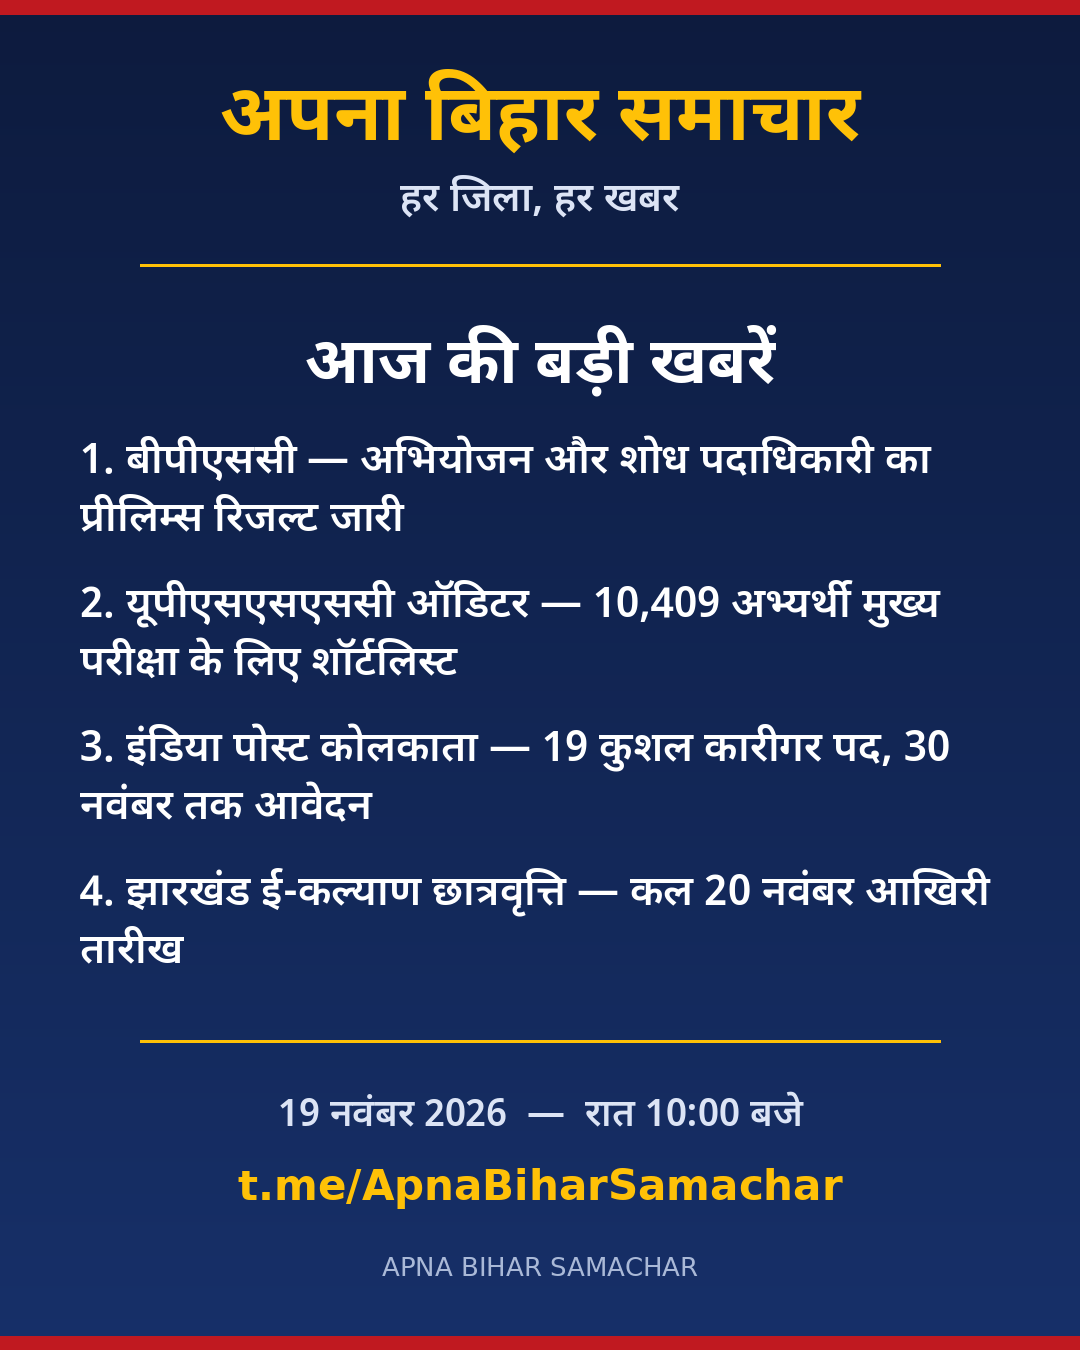 अपना बिहार समाचार
हर जिला, हर खबर
आज की बड़ी खबरें
1. बीपीएससी — अभियोजन और शोध पदाधिकारी का
प्रीलिम्स रिजल्ट जारी
2. यूपीएसएसएससी ऑडिटर — 10,409 अभ्यर्थी मुख्य
परीक्षा के लिए शॉर्टलिस्ट
3. इंडिया पोस्ट कोलकाता — 19 कुशल कारीगर पद, 30
नवंबर तक आवेदन
4. झारखंड ई-कल्याण छात्रवृत्ति — कल 20 नवंबर आखिरी
तारीख
19 नवंबर 2026 — रात 10:00 बजे
t.me/ApnaBiharSamachar
APNA BIHAR SAMACHAR